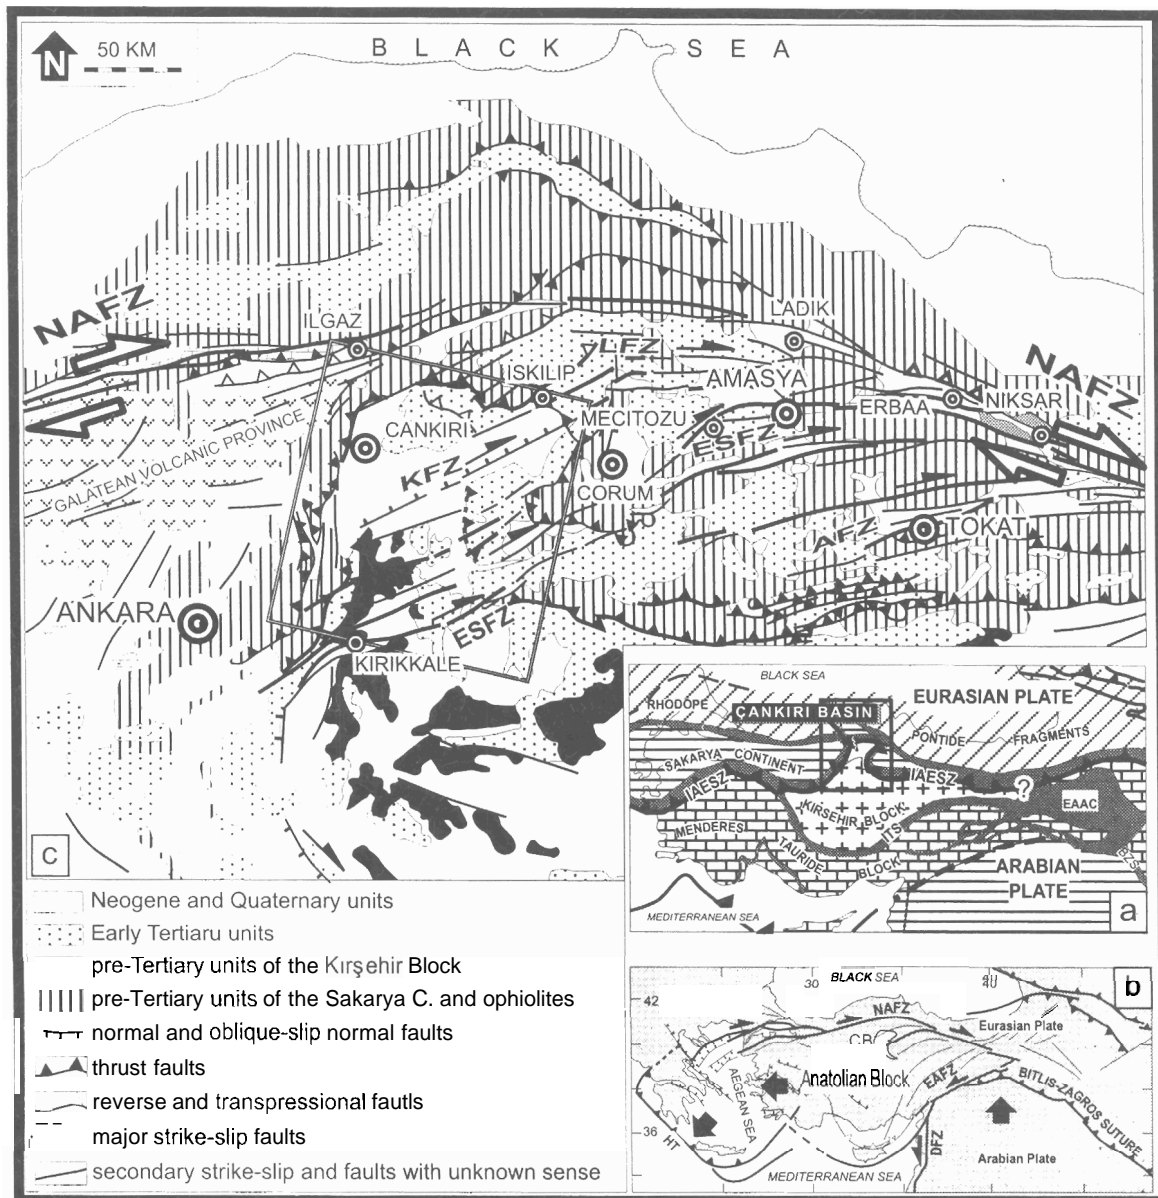 N
50 KM
BLACK SEA
NAFZ
ILGAZ
LADIK
LFZ
ISKILIP
AMASYA
NAFZ
ERBAA
NIKSAR
MECITOZU
CANKIRI
ESFZ
KFZ
GALATEAN VOLCANIC PROVINCE
CORUM
AFZ
TOKAT
ANKARA
ESFZ
KIRIKKALE
C
BLACK SEA
EURASIAN PLATE
RHODOPE
CANKIRI BASIN
PONTIDE FRAGMENTS
SAKARYA CONTINENT
IAESZ
IAESZ
?
EAAC
KIRSEHIR BLOCK
ITS
MENDERES
TAURIDE BLOCK
BZS
ARABIAN
PLATE
MEDITERRANEAN SEA
a
Neogene and Quaternary units
Early Tertiaru units
pre-Tertiary units of the Kırşehir Block
pre-Tertiary units of the Sakarya C. and ophiolites
normal and oblique-slip normal faults
thrust faults
reverse and transpressional fautls
major strike-slip faults
secondary strike-slip and faults with unknown sense
30
BLACK SEA
40
b
42
NAFZ
Eurasian Plate
CB
Anatolian Block
AEGEAN SEA
EAFZ
BITLIS-ZAGROS SUTURE
36
HT
DFZ
Arabian Plate
MEDITERRANEAN SEA